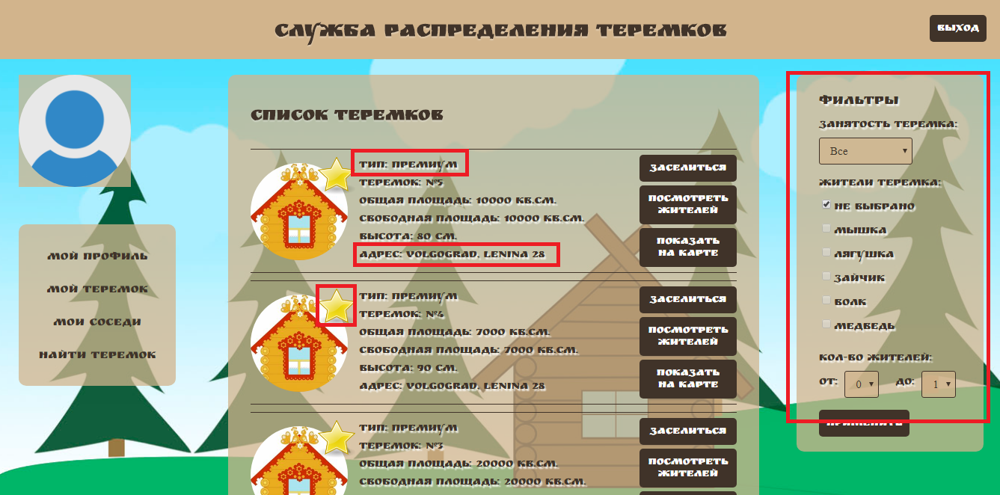 СЛУЖБА РАСПРЕДЕЛЕНИЯ ТЕРЕМКОВ
ВЫХОД
МОЙ ПРОФИЛЬ
МОЙ ТЕРЕМОК
МОИ СОСЕДИ
НАЙТИ ТЕРЕМОК
СПИСОК ТЕРЕМКОВ
ТИП: ПРЕМИУМ
ТЕРЕМОК: №5
ОБЩАЯ ПЛОЩАДЬ: 10000 КВ.СМ.
СВОБОДНАЯ ПЛОЩАДЬ: 10000 КВ.СМ.
ВЫСОТА: 80 СМ.
АДРЕС: VOLGOGRAD, LENINA 28
ЗАСЕЛИТЬСЯ
ПОСМОТРЕТЬ
ЖИТЕЛЕЙ
ПОКАЗАТЬ
НА КАРТЕ
ТИП: ПРЕМИУМ
ТЕРЕМОК: №4
ОБЩАЯ ПЛОЩАДЬ: 7000 КВ.СМ.
СВОБОДНАЯ ПЛОЩАДЬ: 7000 КВ.СМ.
ВЫСОТА: 90 СМ.
АДРЕС: VOLGOGRAD, LENINA 28
ЗАСЕЛИТЬСЯ
ПОСМОТРЕТЬ
ЖИТЕЛЕЙ
ПОКАЗАТЬ
НА КАРТЕ
ТИП: ПРЕМИУМ
ТЕРЕМОК: №3
ОБЩАЯ ПЛОЩАДЬ: 20000 КВ.СМ.
СВОБОДНАЯ ПЛОЩАДЬ: 20000 КВ.СМ.
ЗАСЕЛИТЬСЯ
ПОСМОТРЕТЬ
ЖИТЕЛЕЙ
ФИЛЬТРЫ
ЗАНЯТОСТЬ ТЕРЕМКА:
Все
ЖИТЕЛИ ТЕРЕМКА:
НЕ ВЫБРАНО
МЫШКА
ЛЯГУШКА
ЗАЙЧИК
ВОЛК
МЕДВЕДЬ
КОЛ-ВО ЖИТЕЛЕЙ:
ОТ: 0 ДО: 1
ПРИМЕНИТЬ